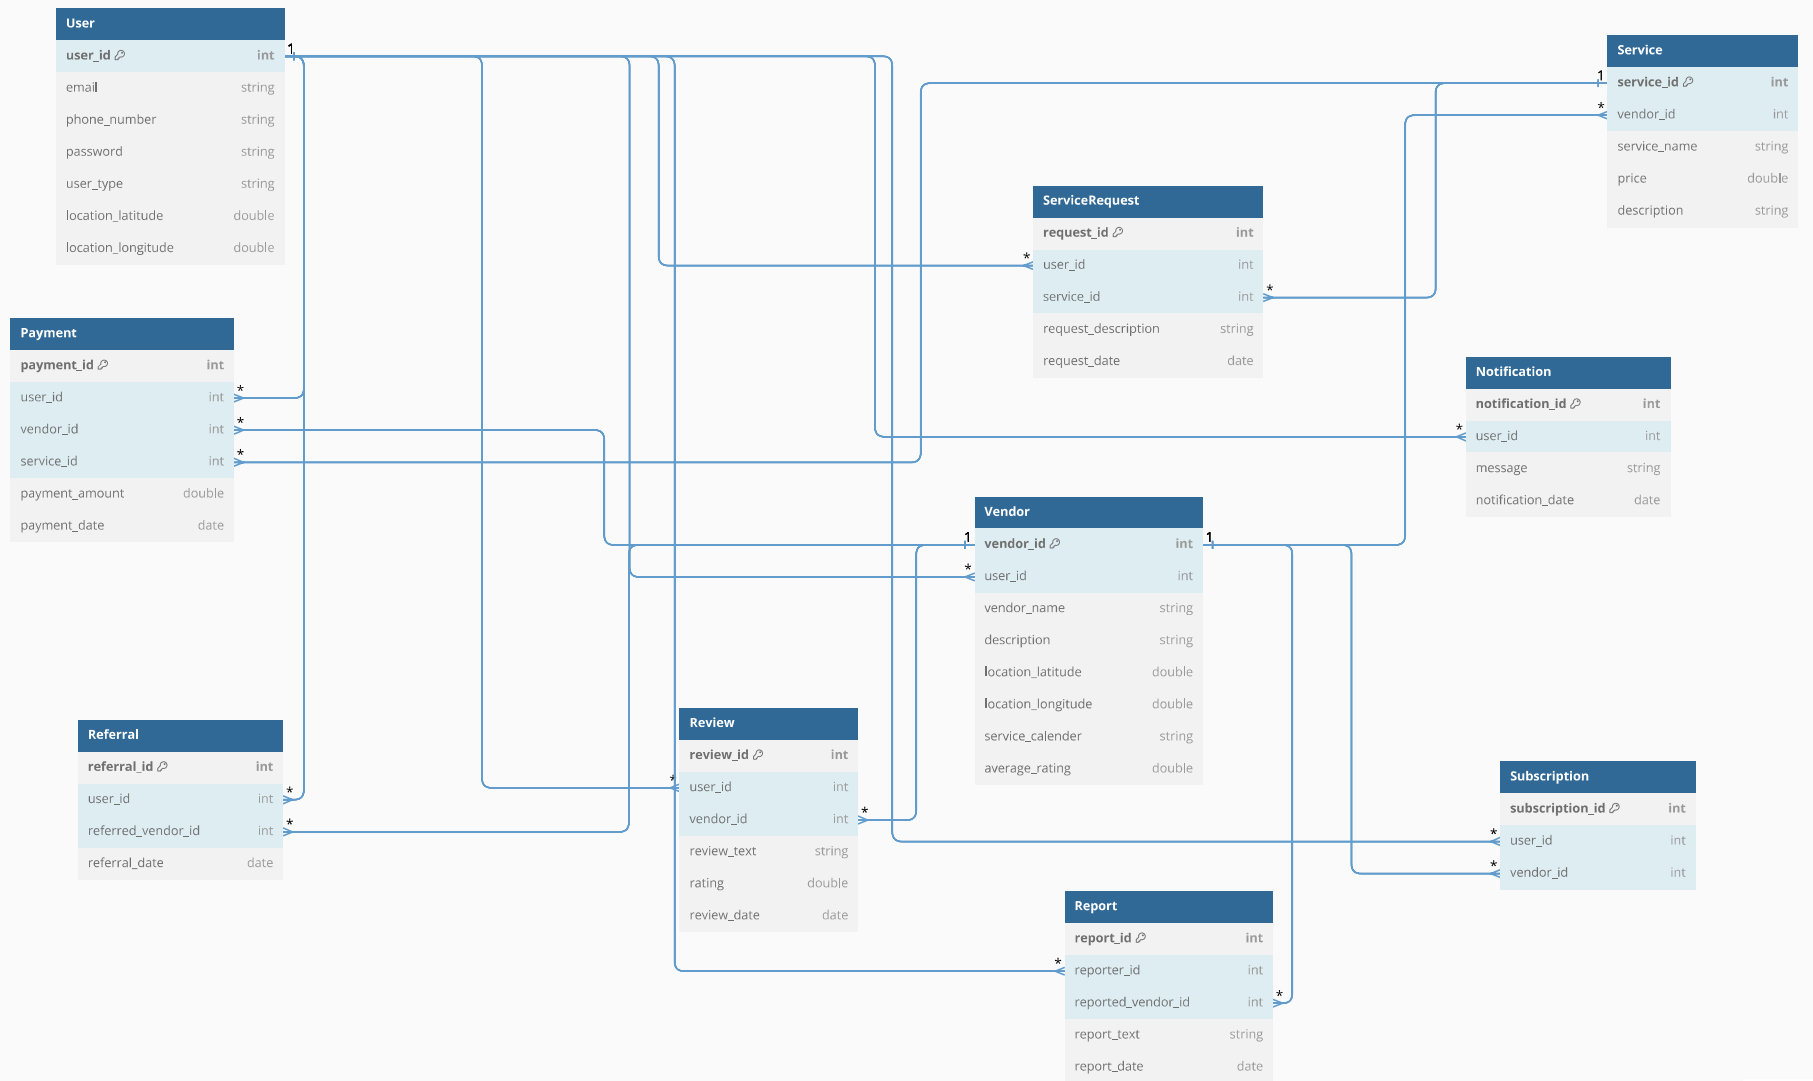 User
user_id int
email string
phone_number string
password string
user_type string
location_latitude double
location_longitude double
1
Service
1
service_id int
*
vendor_id int
service_name string
price double
description string
ServiceRequest
request_id int
*
user_id int
service_id int
*
request_description string
request_date date
Payment
payment_id int
user_id int
*
vendor_id int
*
service_id int
*
payment_amount double
payment_date date
Notification
notification_id int
*
user_id int
message string
notification_date date
Vendor
1
vendor_id int
1
*
user_id int
vendor_name string
description string
location_latitude double
location_longitude double
service_calender string
average_rating double
Referral
referral_id int
user_id int
*
referred_vendor_id int
*
referral_date date
Review
review_id int
*
user_id int
vendor_id int
*
review_text string
rating double
review_date date
Subscription
subscription_id int
*
user_id int
*
vendor_id int
Report
report_id int
*
reporter_id int
reported_vendor_id int
*
report_text string
report_date date